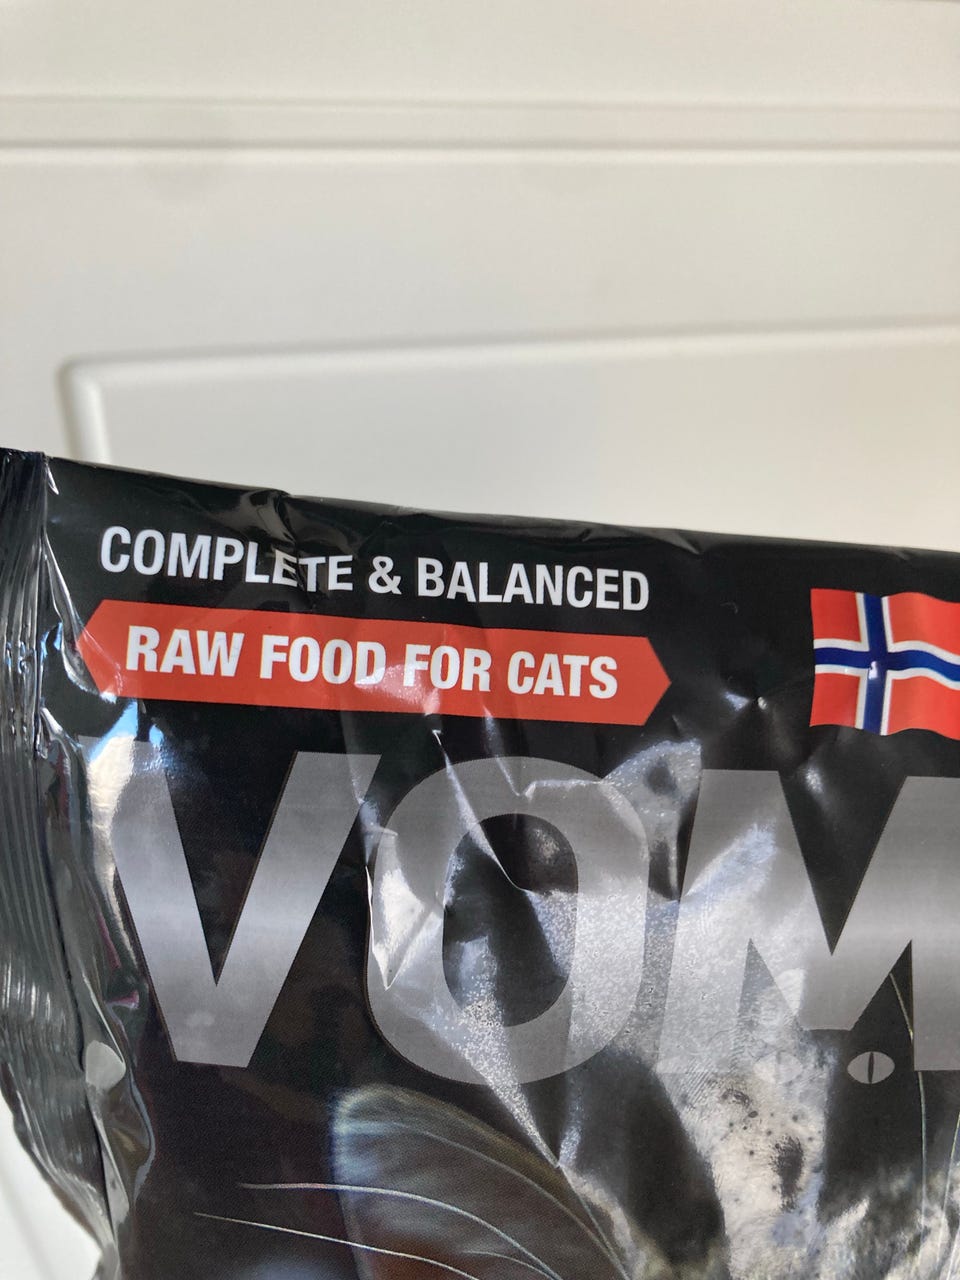 COMPLETE & BALANCED
RAW FOOD FOR CATS
VOM